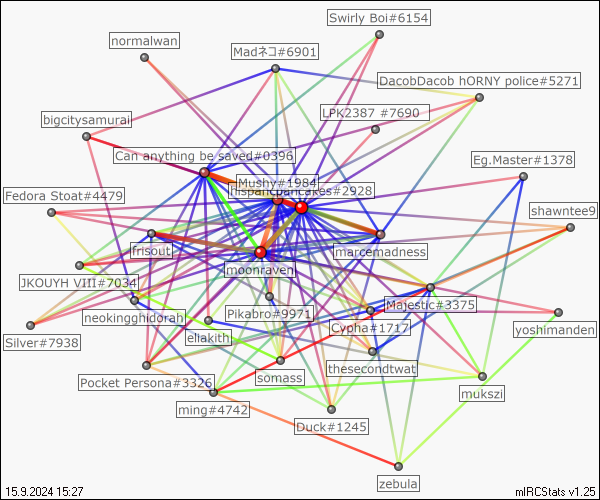 Swirly Boi#6154
normalwan
Madネコ#6901
DacobDacob hORNY police#5271
LPK2387 #7690
bigcitysamurai
Can anything be saved#0396
Eg.Master#1378
Mushy#1984
hispanicpancakes#2928
Fedora Stoat#4479
shawntee9
frisout
marcemadness
moonraven
JKOUYH VIII#7034
Majestic#3375
Pikabro#9971
neokingghidorah
Cypha#1717
yoshimanden
eliakith
Silver#7938
thesecondtwat
somass
Pocket Persona#3326
mukszi
ming#4742
Duck#1245
zebula
15.9.2024 15:27
mIRCStats v1.25